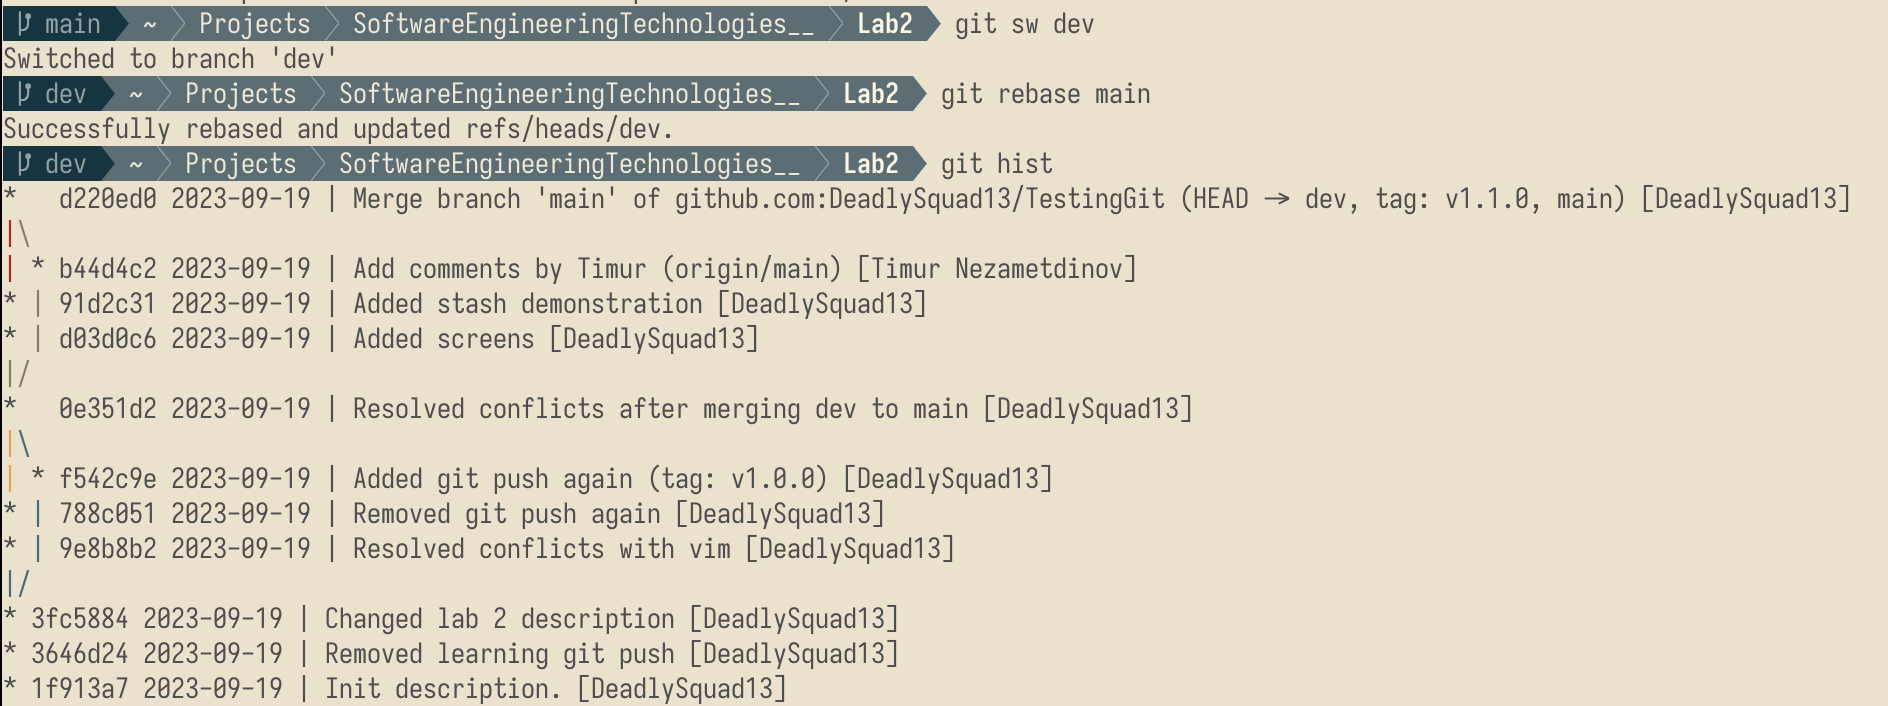 main ~ Projects SoftwareEngineeringTechnologies__ Lab2 git sw dev
Switched to branch 'dev'
dev ~ Projects SoftwareEngineeringTechnologies__ Lab2 git rebase main
Successfully rebased and updated refs/heads/dev.
dev ~ Projects SoftwareEngineeringTechnologies__ Lab2 git hist
*   d220ed0 2023-09-19 | Merge branch 'main' of github.com:DeadlySquad13/TestingGit (HEAD -> dev, tag: v1.1.0, main) [DeadlySquad13]
|\
| * b44d4c2 2023-09-19 | Add comments by Timur (origin/main) [Timur Nezametdinov]
* | 91d2c31 2023-09-19 | Added stash demonstration [DeadlySquad13]
* | d03d0c6 2023-09-19 | Added screens [DeadlySquad13]
|/
*   0e351d2 2023-09-19 | Resolved conflicts after merging dev to main [DeadlySquad13]
|\
| * f542c9e 2023-09-19 | Added git push again (tag: v1.0.0) [DeadlySquad13]
* | 788c051 2023-09-19 | Removed git push again [DeadlySquad13]
* | 9e8b8b2 2023-09-19 | Resolved conflicts with vim [DeadlySquad13]
|/
* 3fc5884 2023-09-19 | Changed lab 2 description [DeadlySquad13]
* 3646d24 2023-09-19 | Removed learning git push [DeadlySquad13]
* 1f913a7 2023-09-19 | Init description. [DeadlySquad13]